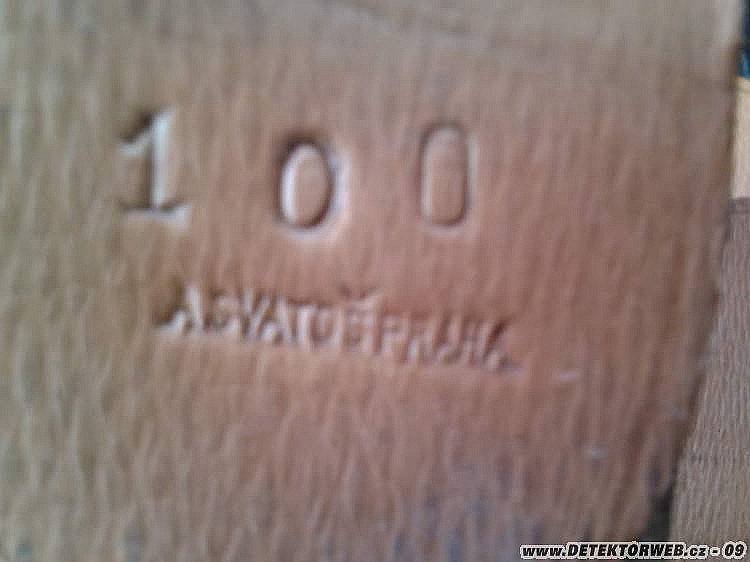 100
A.SVATOŠ PRAHA
www.DETEKTORWEB.cz - 09